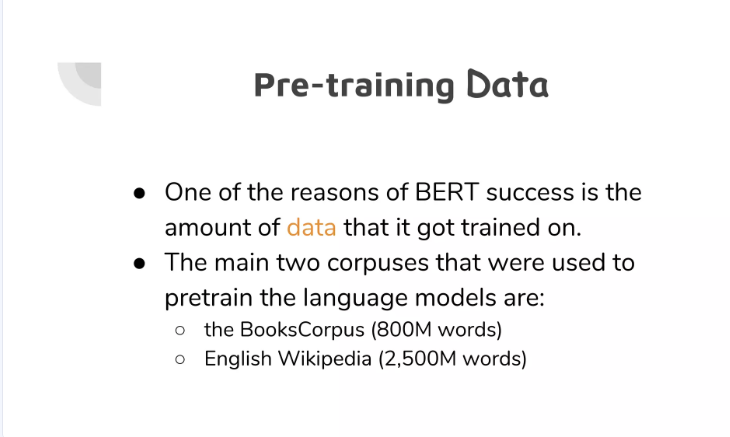 Pre-training Data
● One of the reasons of BERT success is the
amount of data that it got trained on.
● The main two corpuses that were used to
pretrain the language models are:
○ the BooksCorpus (800M words)
○ English Wikipedia (2,500M words)